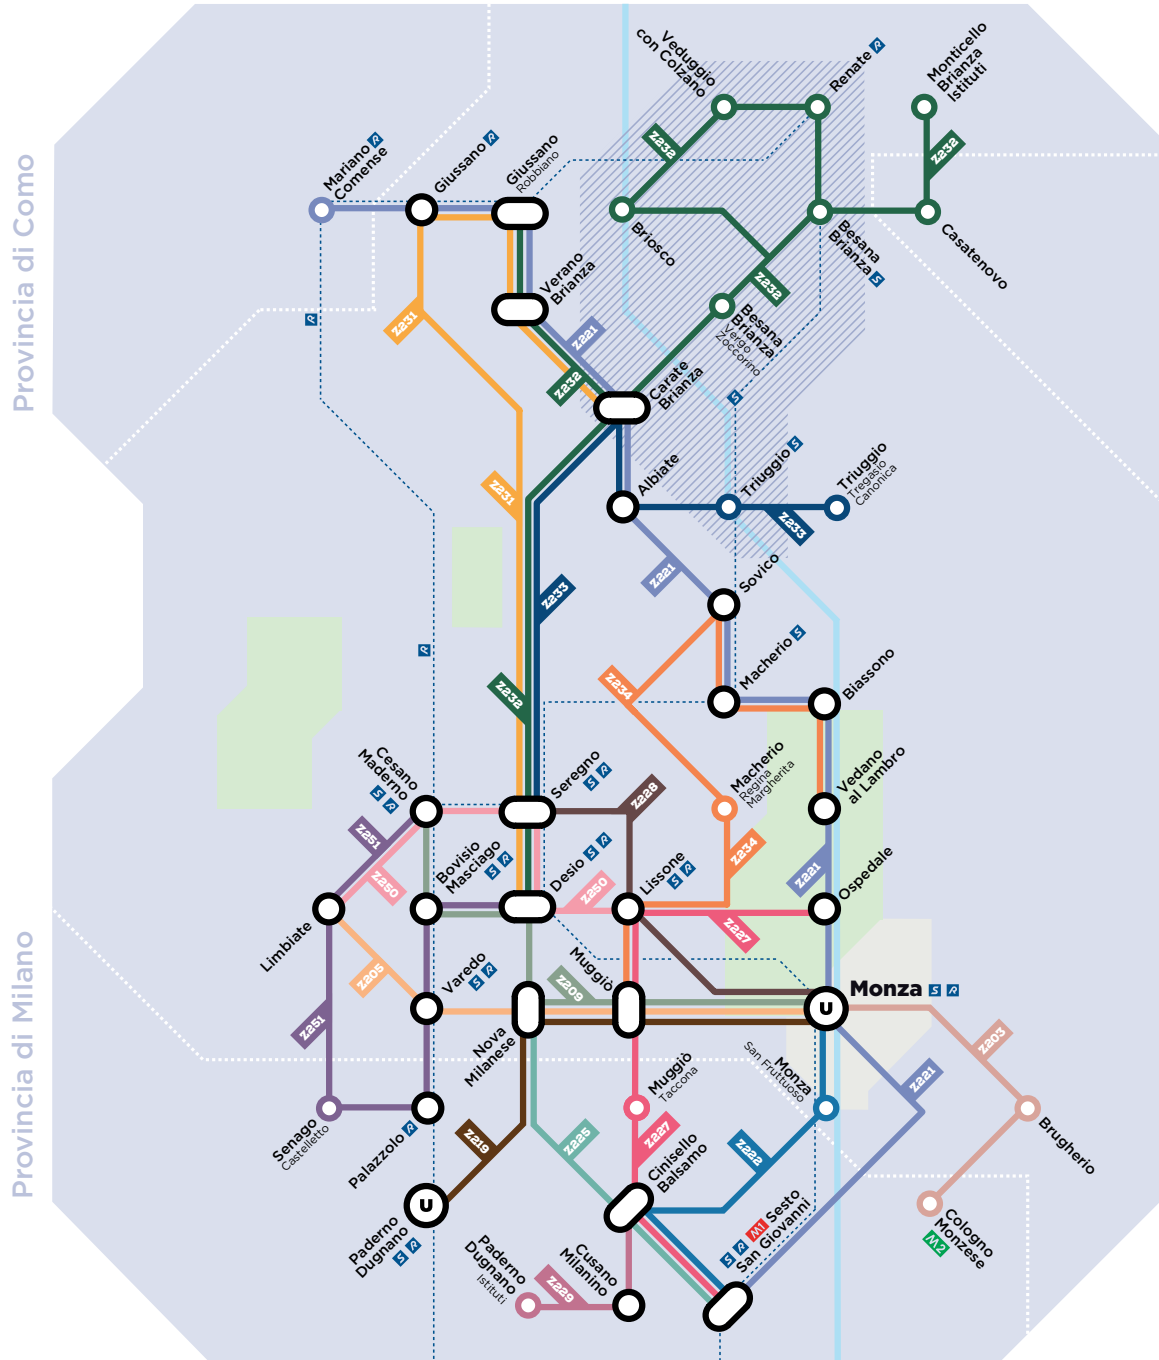 Provincia di Como
Provincia di Milano
Veduggio
con Colzano
Renate R
Monticello
Brianza
Istituti
Z232
Z232
Mariano R
Comense
Giussano R
Giussano
Robbiano
Briosco
Besana
Brianza S
Casatenovo
Verano
Brianza
Z232
R
Z231
Z221
Besana
Brianza
Vergo
Zoccorino
Z232
Carate
Brianza
S
Albiate
Triuggio S
Triuggio
Tregasio
Canonica
Z231
Z233
Z221
Sovico
Z233
R
Macherio S
Biassono
Z234
Z232
Cesano
Maderno
S R
Seregno
S R
Z228
Macherio
Regina
Margherita
Vedano
al Lambro
Z251
Z250
Bovisio
Masciago
S R
Desio S R
Z250
Lissone
S R
Z234
Z221
Ospedale
Z227
Limbiate
Z205
Varedo
S R
Muggiò
Z209
U
Monza S R
Z251
Nova
Milanese
Z203
Muggiò
Taccona
Monza
San Fruttuoso
Z221
Senago
Castelletto
Palazzolo R
Z219
Z225
Z227
Z222
Brugherio
Cinisello
Balsamo
U
Paderno
Dugnano
S R
Paderno
Dugnano
Istituti
Z229
Cusano
Milanino
S R M1 Sesto
San Giovanni
Cologno
Monzese
M2